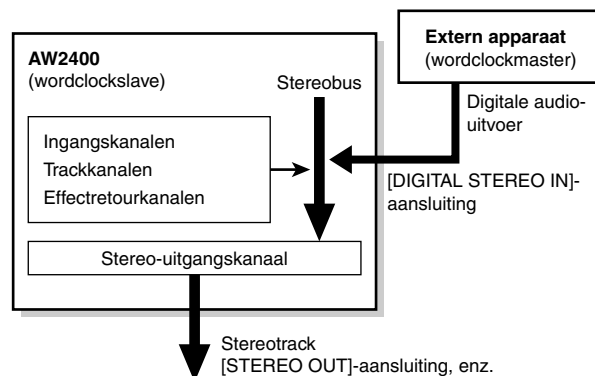 AW2400
(wordclockslave)
Stereobus
Extern apparaat
(wordclockmaster)
Digitale audio-
uitvoer
Ingangskanalen
Trackkanalen
Effectretourkanalen
[DIGITAL STEREO IN]-
aansluiting
Stereo-uitgangskanaal
Stereotrack
[STEREO OUT]-aansluiting, enz.